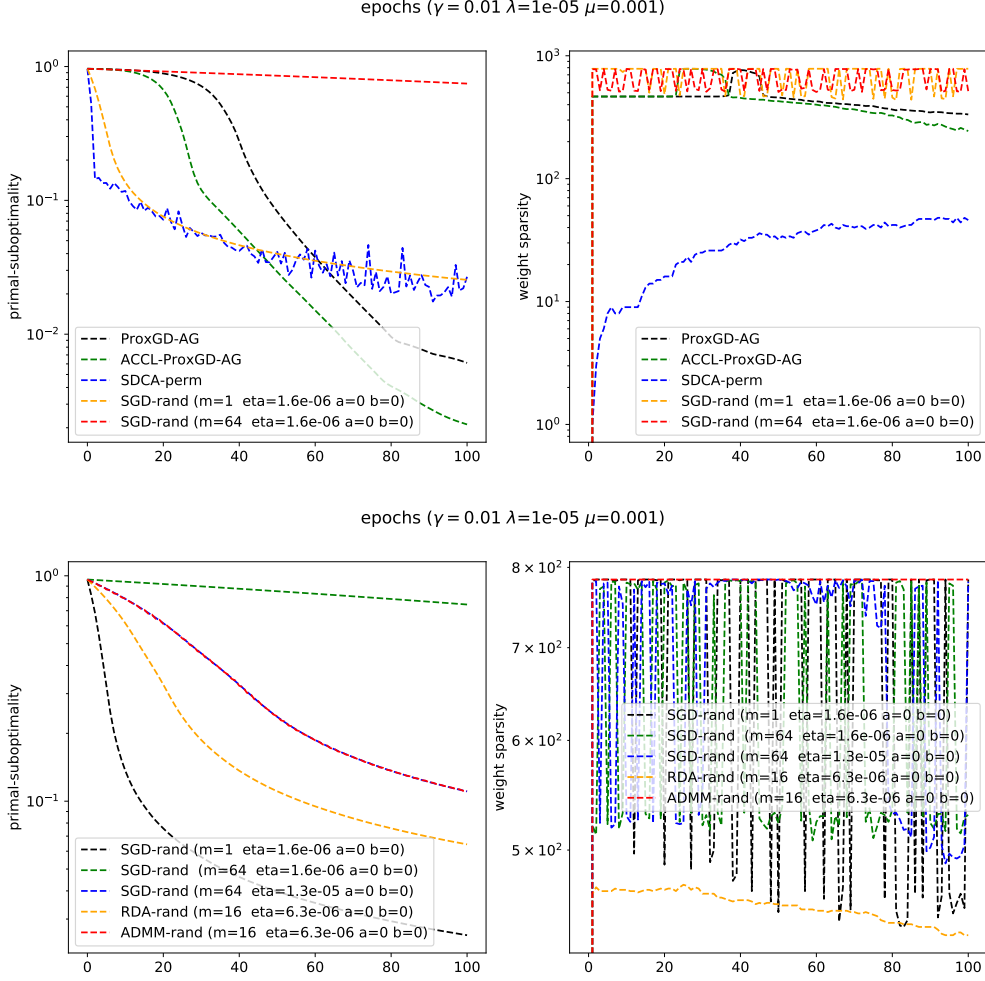 epochs (γ = 0.01 λ=1e-05 μ=0.001)
primal-suboptimality
10⁰
10⁻¹
10⁻²
0 20 40 60 80 100
ProxGD-AG
ACCL-ProxGD-AG
SDCA-perm
SGD-rand (m=1 eta=1.6e-06 a=0 b=0)
SGD-rand (m=64 eta=1.6e-06 a=0 b=0)
weight sparsity
10³
10²
10¹
10⁰
0 20 40 60 80 100
ProxGD-AG
ACCL-ProxGD-AG
SDCA-perm
SGD-rand (m=1 eta=1.6e-06 a=0 b=0)
SGD-rand (m=64 eta=1.6e-06 a=0 b=0)
epochs (γ = 0.01 λ=1e-05 μ=0.001)
primal-suboptimality
10⁰
10⁻¹
0 20 40 60 80 100
SGD-rand (m=1 eta=1.6e-06 a=0 b=0)
SGD-rand (m=64 eta=1.6e-06 a=0 b=0)
SGD-rand (m=64 eta=1.3e-05 a=0 b=0)
RDA-rand (m=16 eta=6.3e-06 a=0 b=0)
ADMM-rand (m=16 eta=6.3e-06 a=0 b=0)
weight sparsity
8 × 10²
7 × 10²
6 × 10²
5 × 10²
0 20 40 60 80 100
SGD-rand (m=1 eta=1.6e-06 a=0 b=0)
SGD-rand (m=64 eta=1.6e-06 a=0 b=0)
SGD-rand (m=64 eta=1.3e-05 a=0 b=0)
RDA-rand (m=16 eta=6.3e-06 a=0 b=0)
ADMM-rand (m=16 eta=6.3e-06 a=0 b=0)